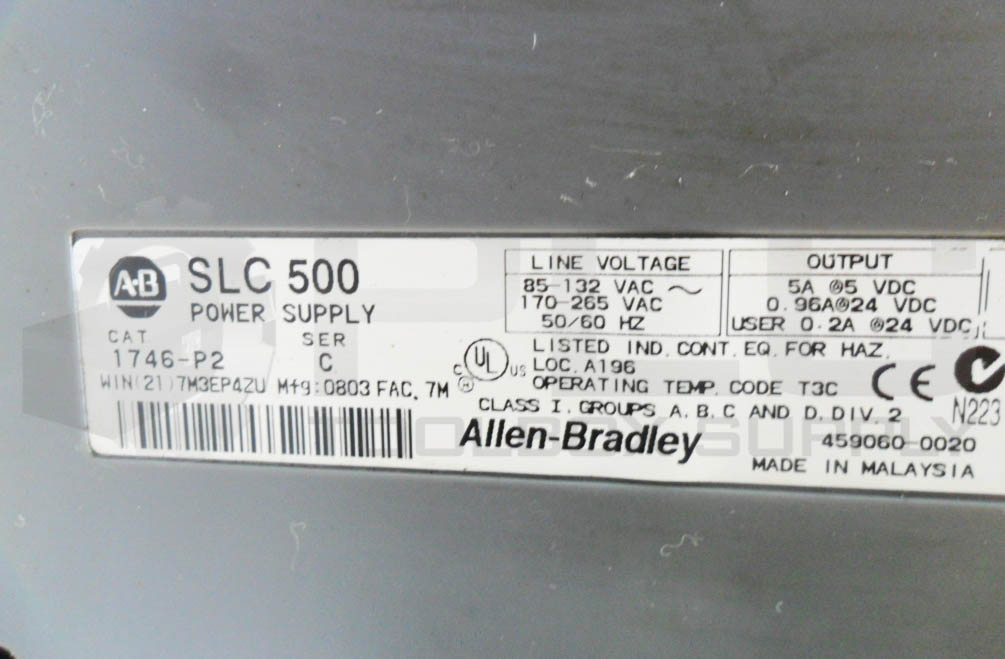 A·B
SLC 500
POWER SUPPLY
CAT SER
1746-P2 C
WIN(21)7M3EP4ZU Mfg:0803 FAC. 7M
LINE VOLTAGE
85-132 VAC ~
170-265 VAC
50/60 HZ
OUTPUT
5A @5 VDC
0.96A@24 VDC
USER 0.2A @24 VDC
C UL US
LISTED IND. CONT. EQ. FOR HAZ.
LOC. A196
OPERATING TEMP. CODE T3C
CLASS I. GROUPS A. B. C AND D. DIV. 2
CE
N223
Allen-Bradley
459060-0020
MADE IN MALAYSIA
SUPPLY